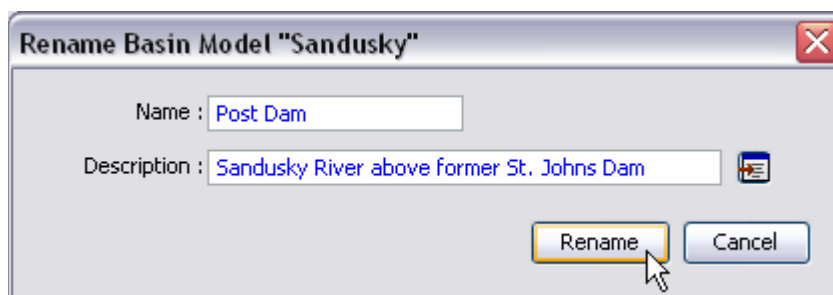 Rename Basin Model "Sandusky"
Name : Post Dam
Description : Sandusky River above former St. Johns Dam
Rename Cancel